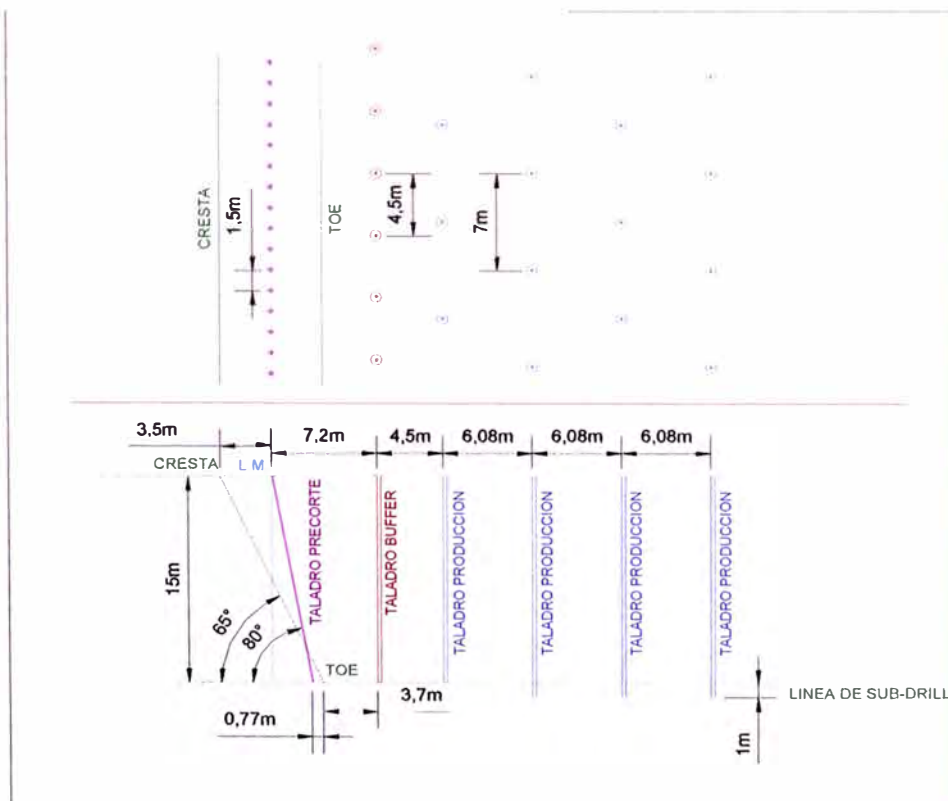 CRESTA
1,5m
TOE
4,5m
7m
3,5m
7,2m
4,5m
6,08m
6,08m
6,08m
CRESTA
L M
15m
65°
80°
TALADRO PRECORTE
TALADRO BUFFER
TALADRO PRODUCCION
TALADRO PRODUCCION
TALADRO PRODUCCION
TALADRO PRODUCCION
TOE
3,7m
0,77m
LINEA DE SUB-DRILL
1m